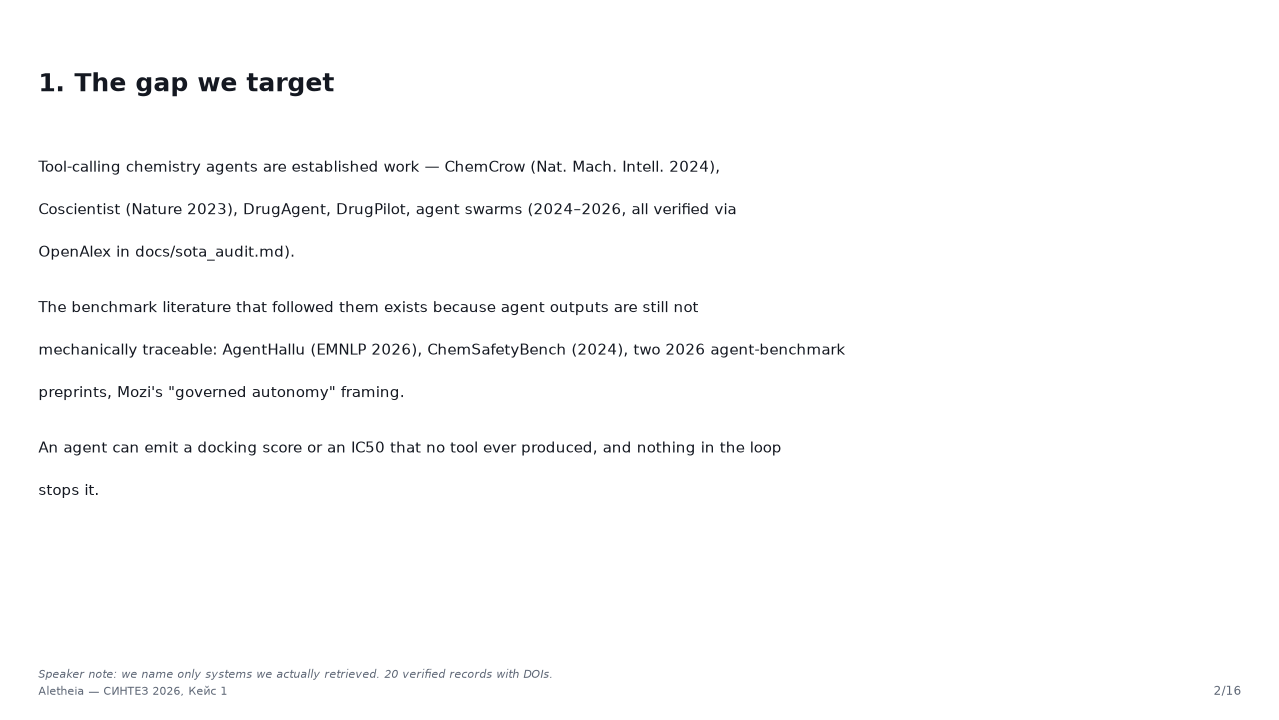 1. The gap we target
Tool-calling chemistry agents are established work — ChemCrow (Nat. Mach. Intell. 2024),
Coscientist (Nature 2023), DrugAgent, DrugPilot, agent swarms (2024–2026, all verified via
OpenAlex in docs/sota_audit.md).
The benchmark literature that followed them exists because agent outputs are still not
mechanically traceable: AgentHallu (EMNLP 2026), ChemSafetyBench (2024), two 2026 agent-benchmark
preprints, Mozi's "governed autonomy" framing.
An agent can emit a docking score or an IC50 that no tool ever produced, and nothing in the loop
stops it.
Speaker note: we name only systems we actually retrieved. 20 verified records with DOIs.
Aletheia — СИНТЕЗ 2026, Кейс 1
2/16